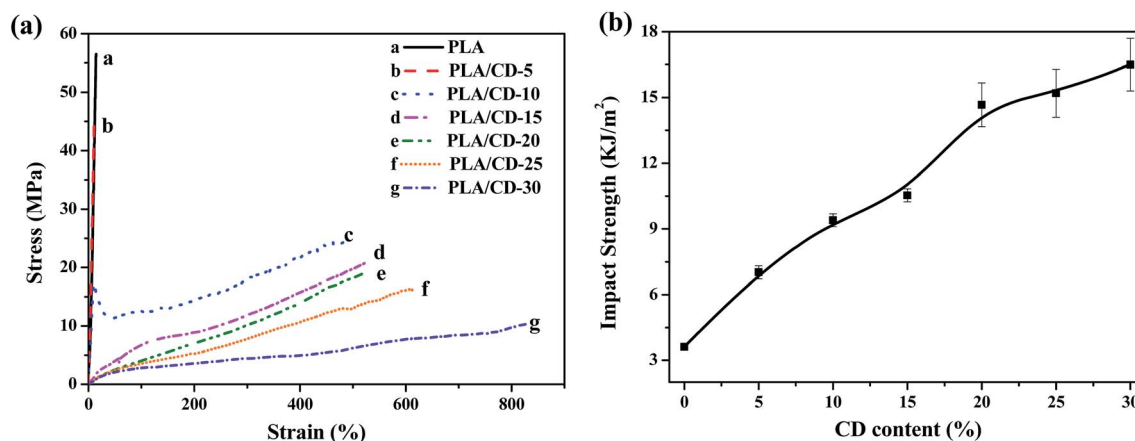 (a)
60
50
40
30
20
10
0
Stress (MPa)
0 200 400 600 800
Strain (%)
a PLA
b PLA/CD-5
c PLA/CD-10
d PLA/CD-15
e PLA/CD-20
f PLA/CD-25
g PLA/CD-30
a
b
c
d
e
f
g
(b)
18
15
12
9
6
3
Impact Strength (KJ/m²)
0 5 10 15 20 25 30
CD content (%)